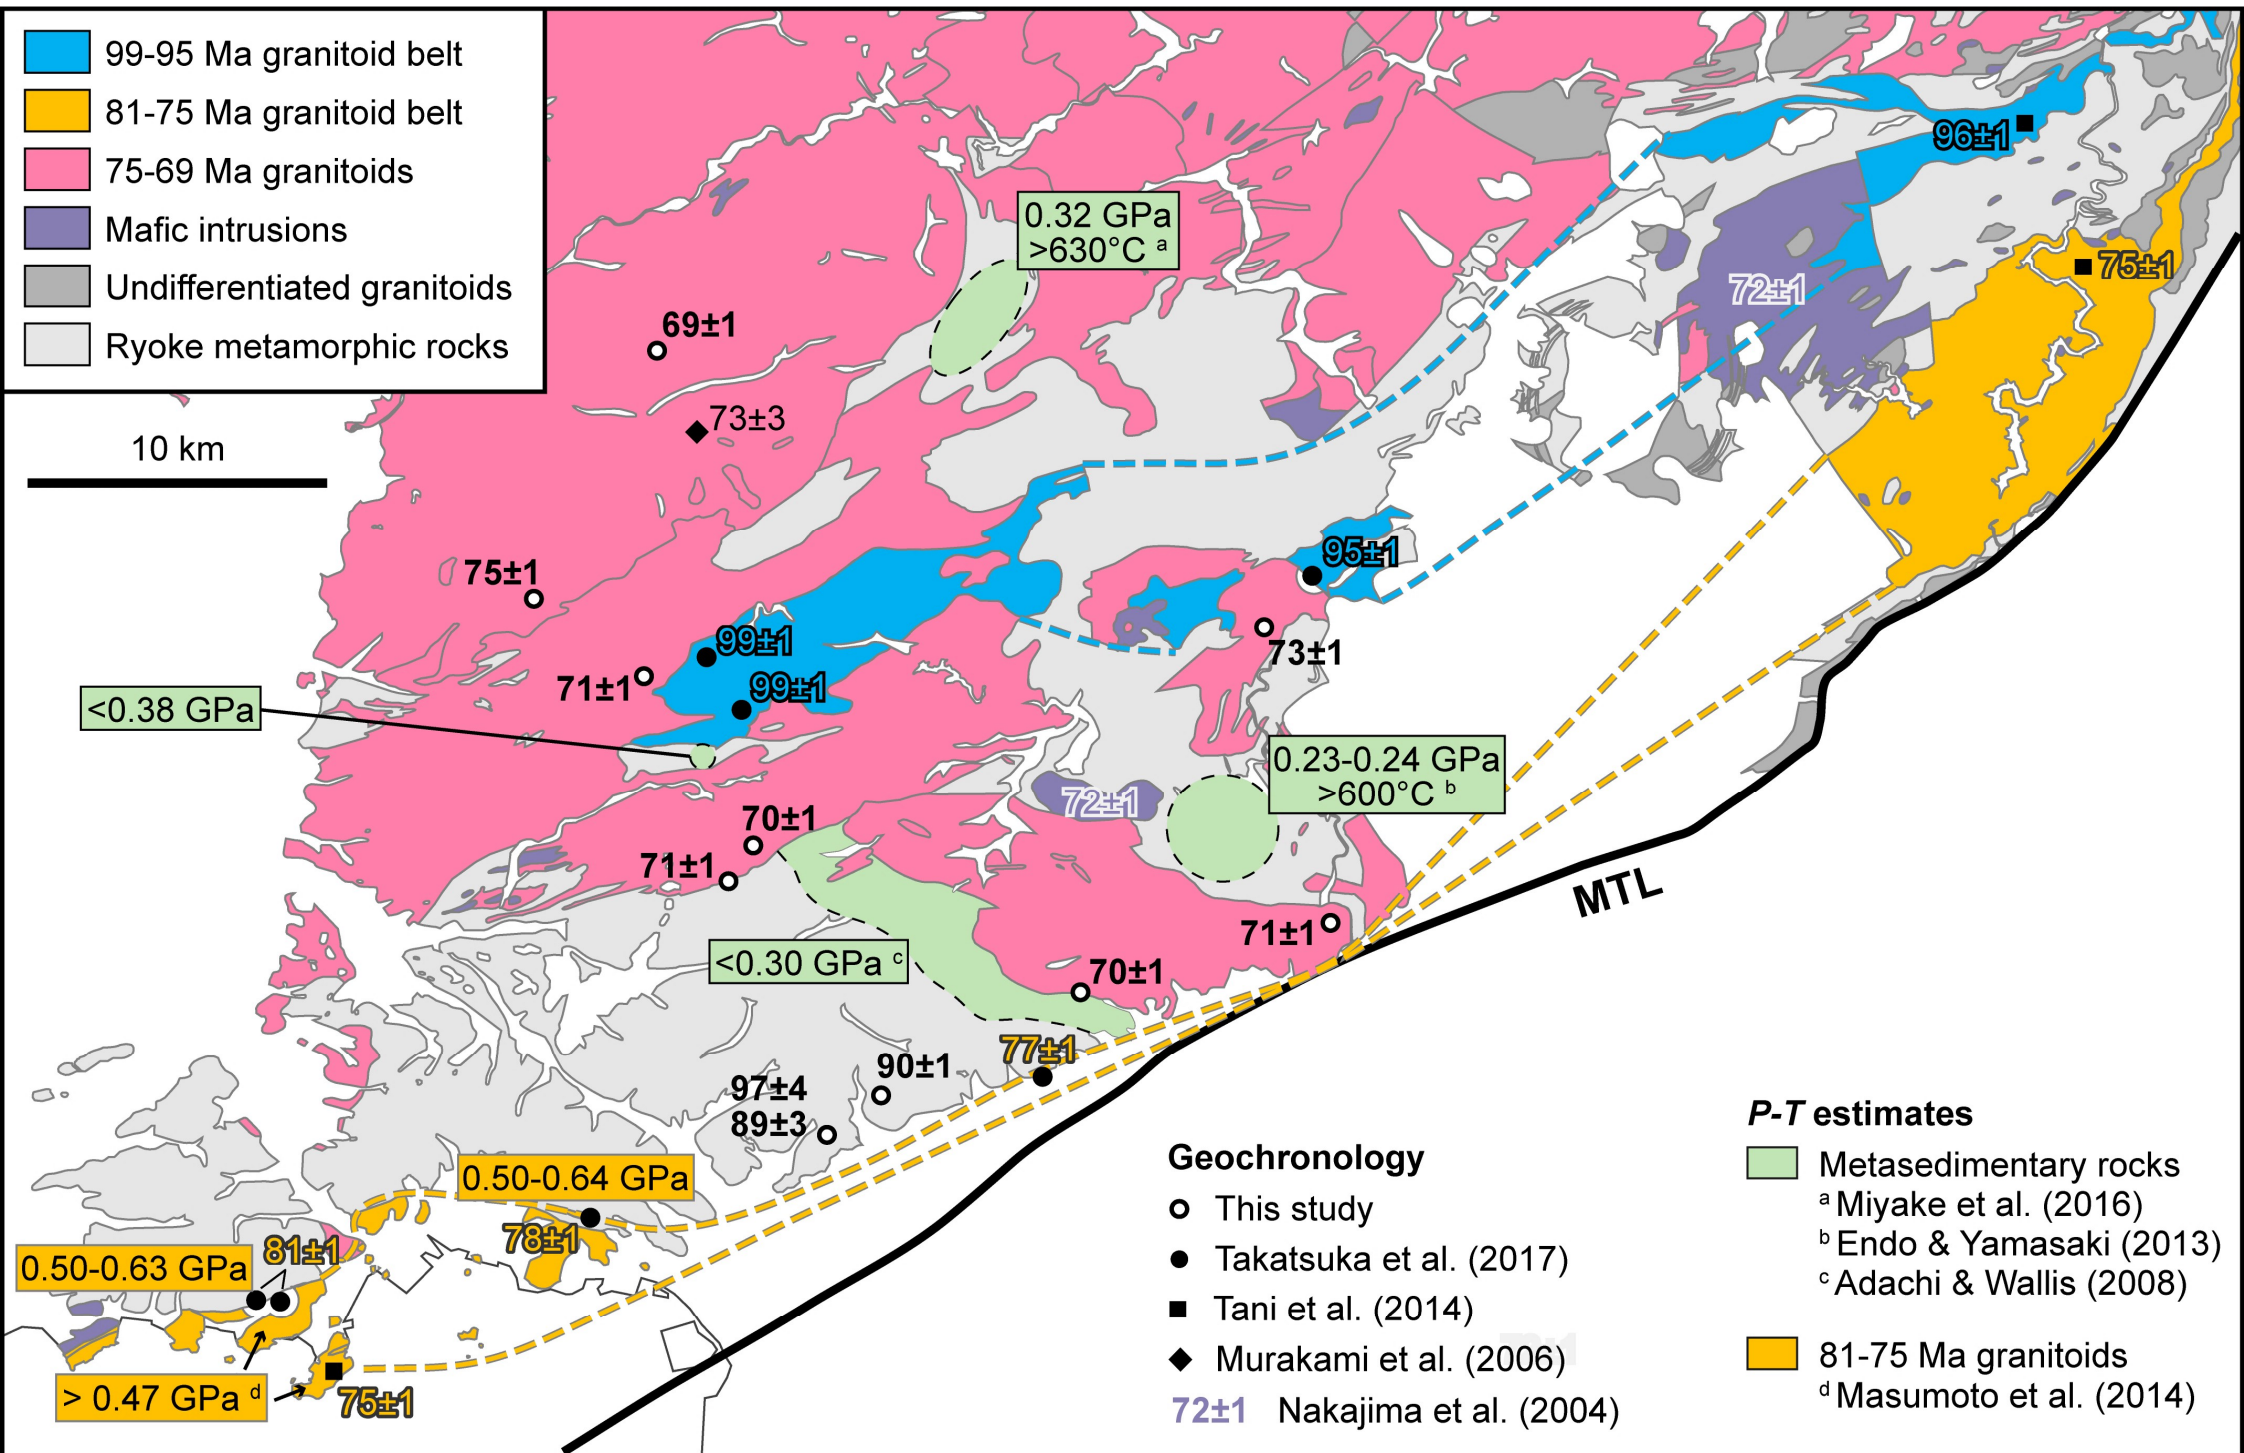 99-95 Ma granitoid belt
81-75 Ma granitoid belt
75-69 Ma granitoids
Mafic intrusions
Undifferentiated granitoids
Ryoke metamorphic rocks
10 km
96±1
0.32 GPa
>630°C a
75±1
72±1
69±1
73±3
95±1
75±1
99±1
73±1
71±1
99±1
<0.38 GPa
0.23-0.24 GPa
>600°C b
72±1
70±1
71±1
MTL
71±1
<0.30 GPa c
70±1
77±1
90±1
97±4
89±3
0.50-0.64 GPa
78±1
81±1
0.50-0.63 GPa
> 0.47 GPa d
75±1
Geochronology
This study
Takatsuka et al. (2017)
Tani et al. (2014)
Murakami et al. (2006)
72±1 Nakajima et al. (2004)
P-T estimates
Metasedimentary rocks
a Miyake et al. (2016)
b Endo & Yamasaki (2013)
c Adachi & Wallis (2008)
81-75 Ma granitoids
d Masumoto et al. (2014)